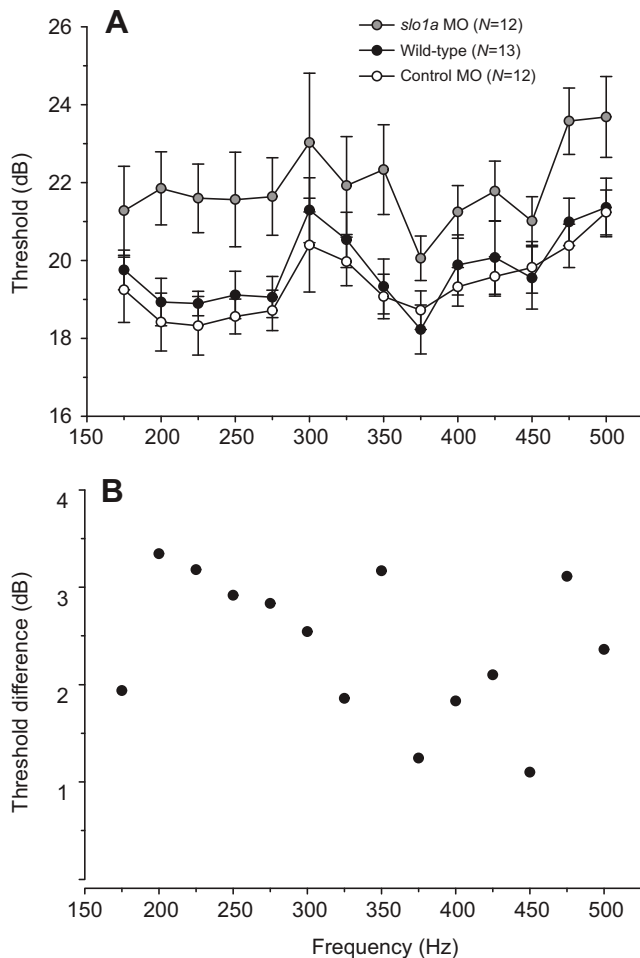 A
slo1a MO (N=12)
Wild-type (N=13)
Control MO (N=12)
Threshold (dB)
26
24
22
20
18
16
150 200 250 300 350 400 450 500
B
Threshold difference (dB)
4
3
2
1
150 200 250 300 350 400 450 500
Frequency (Hz)